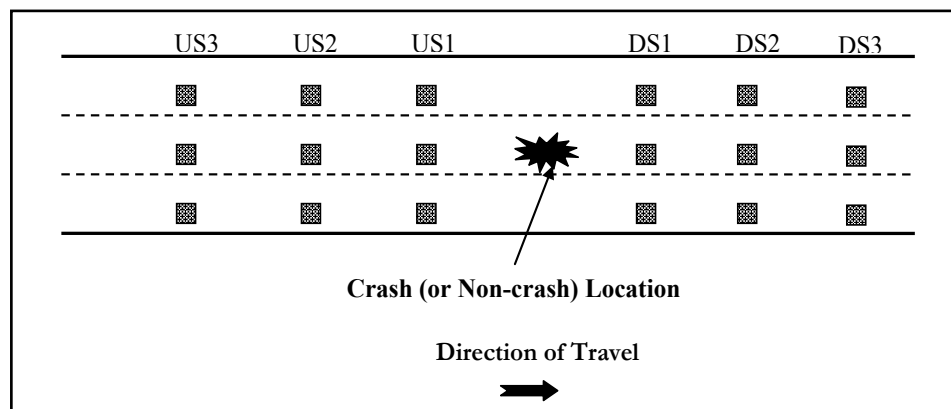 US3 US2 US1 DS1 DS2 DS3
Crash (or Non-crash) Location
Direction of Travel